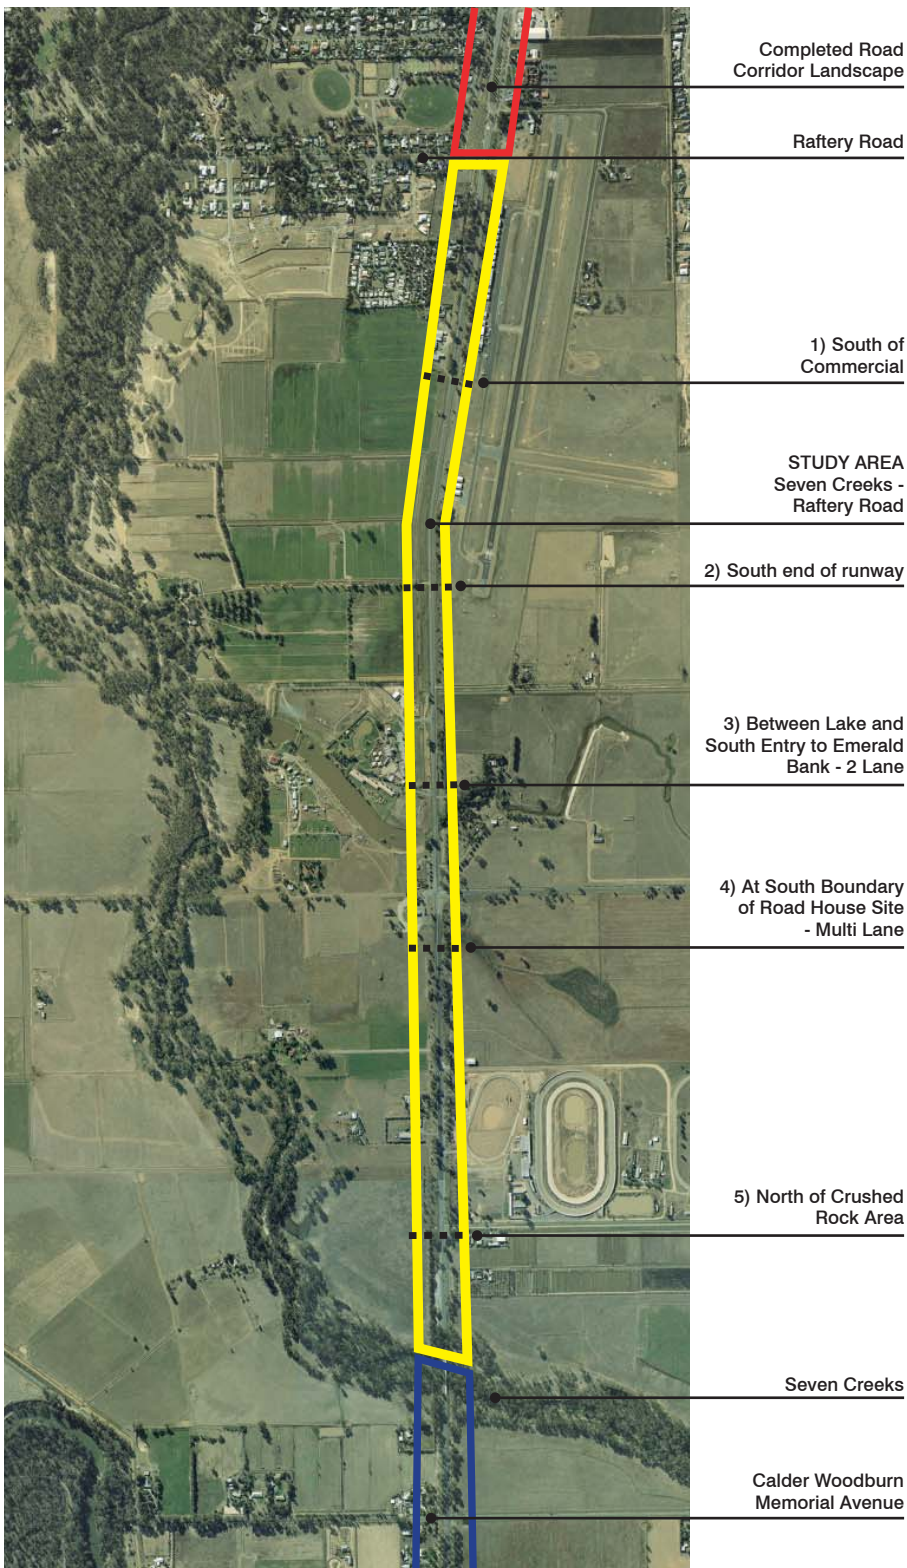 Completed Road
Corridor Landscape
Raftery Road
1) South of
Commercial
STUDY AREA
Seven Creeks -
Raftery Road
2) South end of runway
3) Between Lake and
South Entry to Emerald
Bank - 2 Lane
4) At South Boundary
of Road House Site
- Multi Lane
5) North of Crushed
Rock Area
Seven Creeks
Calder Woodburn
Memorial Avenue